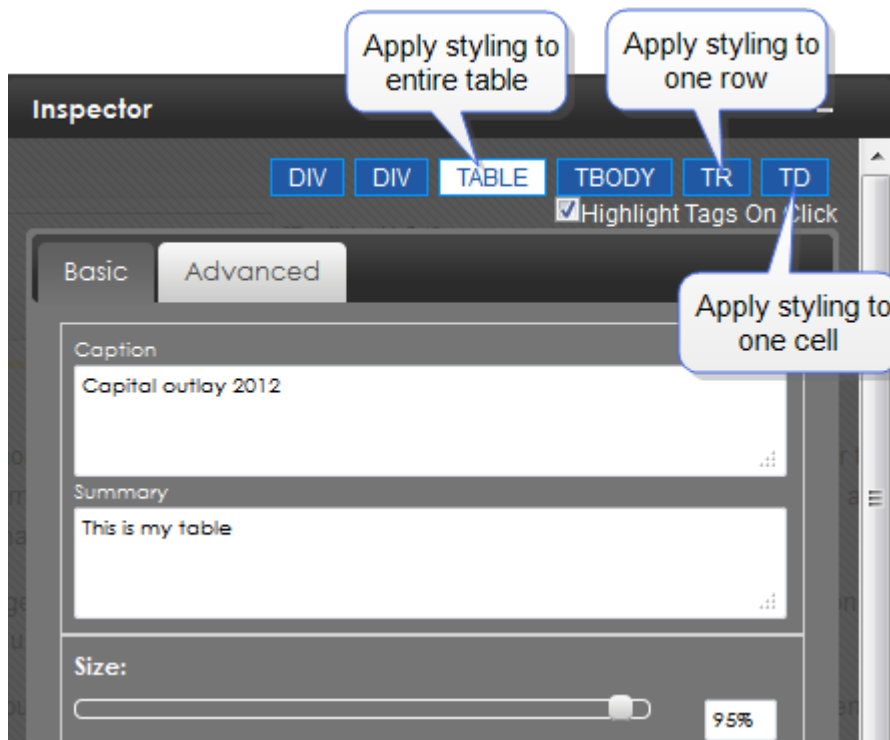 Apply styling to
entire table
Apply styling to
one row
Inspector
DIV DIV TABLE TBODY TR TD
Highlight Tags On Click
Basic Advanced
Apply styling to
one cell
Caption
Capital outlay 2012
Summary
This is my table
Size:
95%